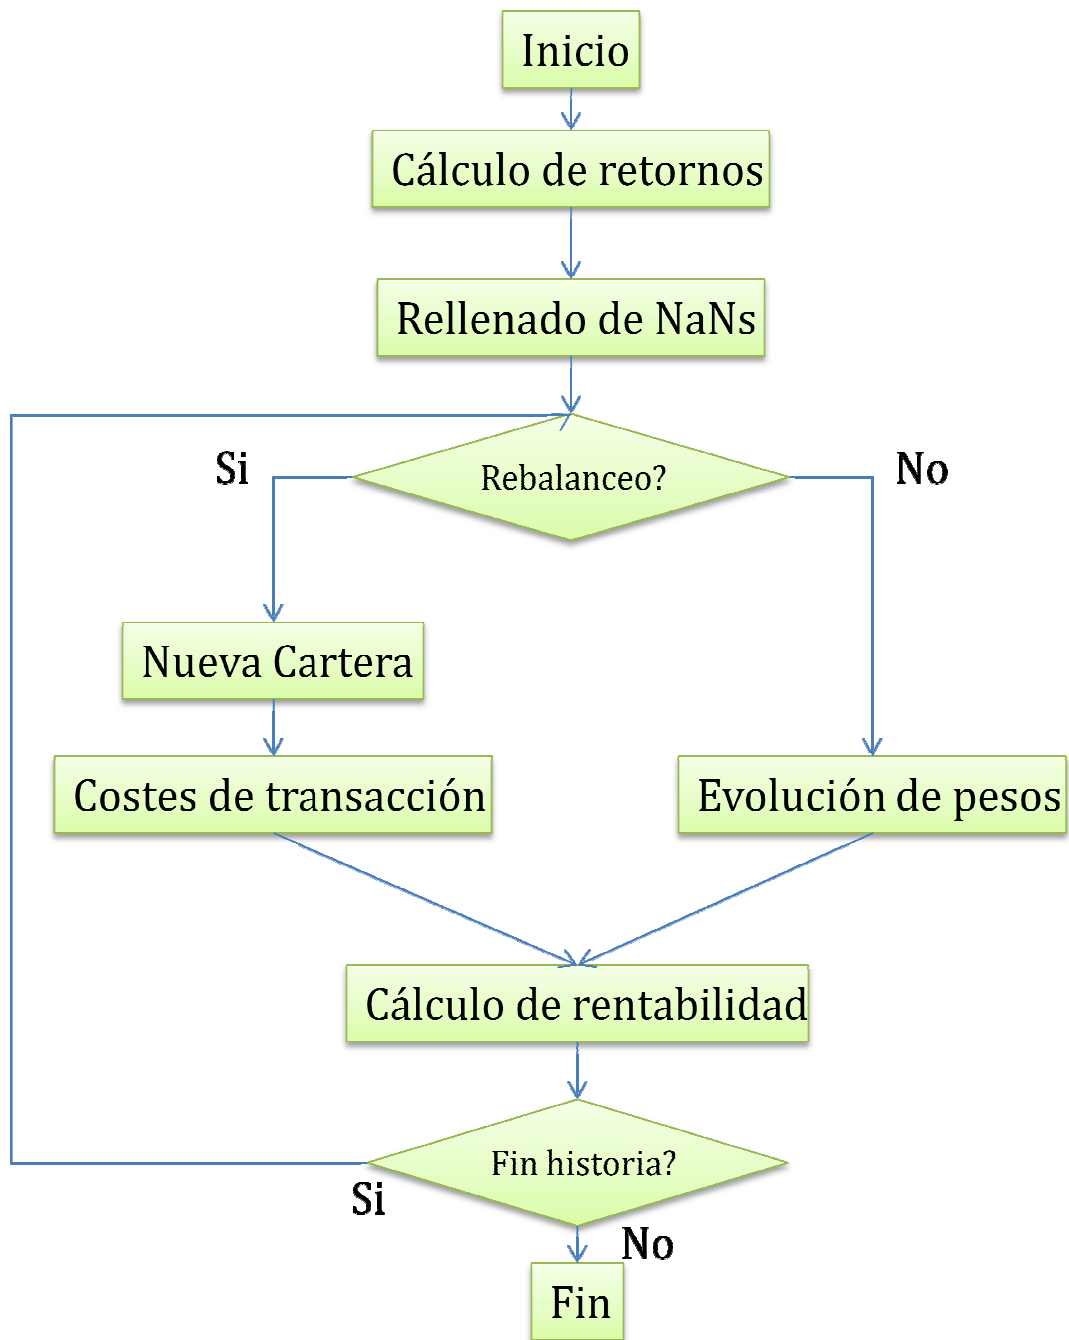 Inicio
Cálculo de retornos
Rellenado de NaNs
Si
No
Rebalanceo?
Nueva Cartera
Costes de transacción
Evolución de pesos
Cálculo de rentabilidad
Fin historia?
Si
No
Fin